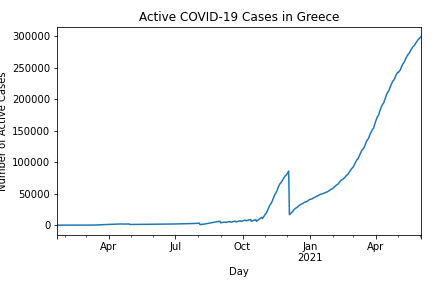 Active COVID-19 Cases in Greece
300000
250000
200000
150000
100000
50000
0
Number of Active Cases
Apr
Jul
Oct
Jan
2021
Apr
Day